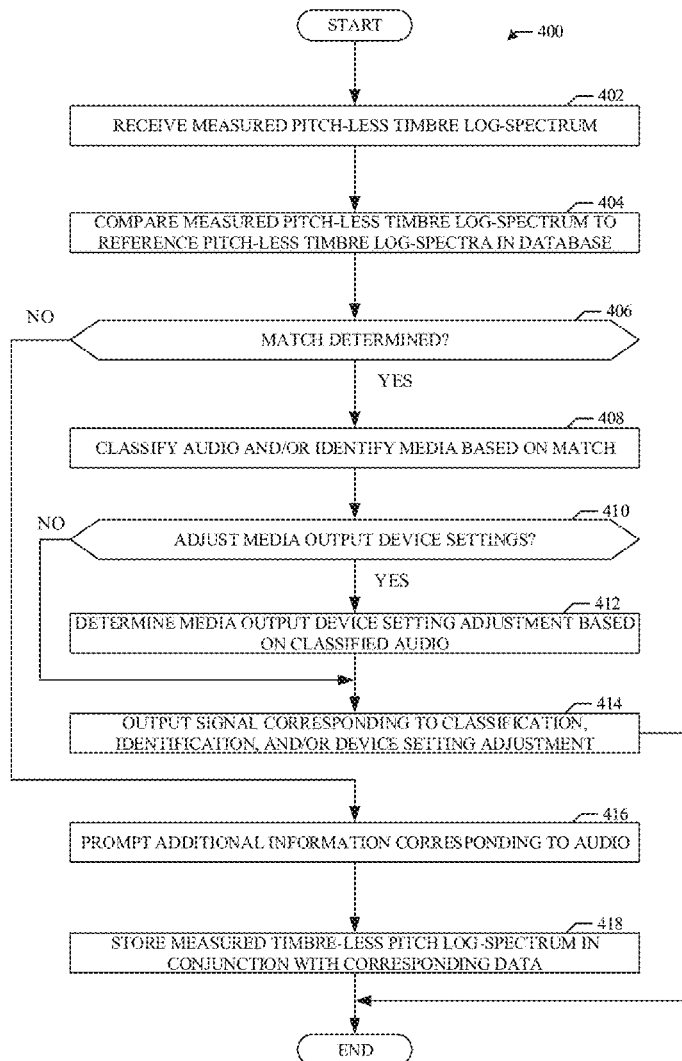 START
400
402
RECEIVE MEASURED PITCH-LESS TIMBRE LOG-SPECTRUM
404
COMPARE MEASURED PITCH-LESS TIMBRE LOG-SPECTRUM TO
REFERENCE PITCH-LESS TIMBRE LOG-SPECTRA IN DATABASE
406
NO
MATCH DETERMINED?
YES
408
CLASSIFY AUDIO AND/OR IDENTIFY MEDIA BASED ON MATCH
410
NO
ADJUST MEDIA OUTPUT DEVICE SETTINGS?
YES
412
DETERMINE MEDIA OUTPUT DEVICE SETTING ADJUSTMENT BASED
ON CLASSIFIED AUDIO
414
OUTPUT SIGNAL CORRESPONDING TO CLASSIFICATION,
IDENTIFICATION, AND/OR DEVICE SETTING ADJUSTMENT
416
PROMPT ADDITIONAL INFORMATION CORRESPONDING TO AUDIO
418
STORE MEASURED TIMBRE-LESS PITCH LOG-SPECTRUM IN
CONJUNCTION WITH CORRESPONDING DATA
END